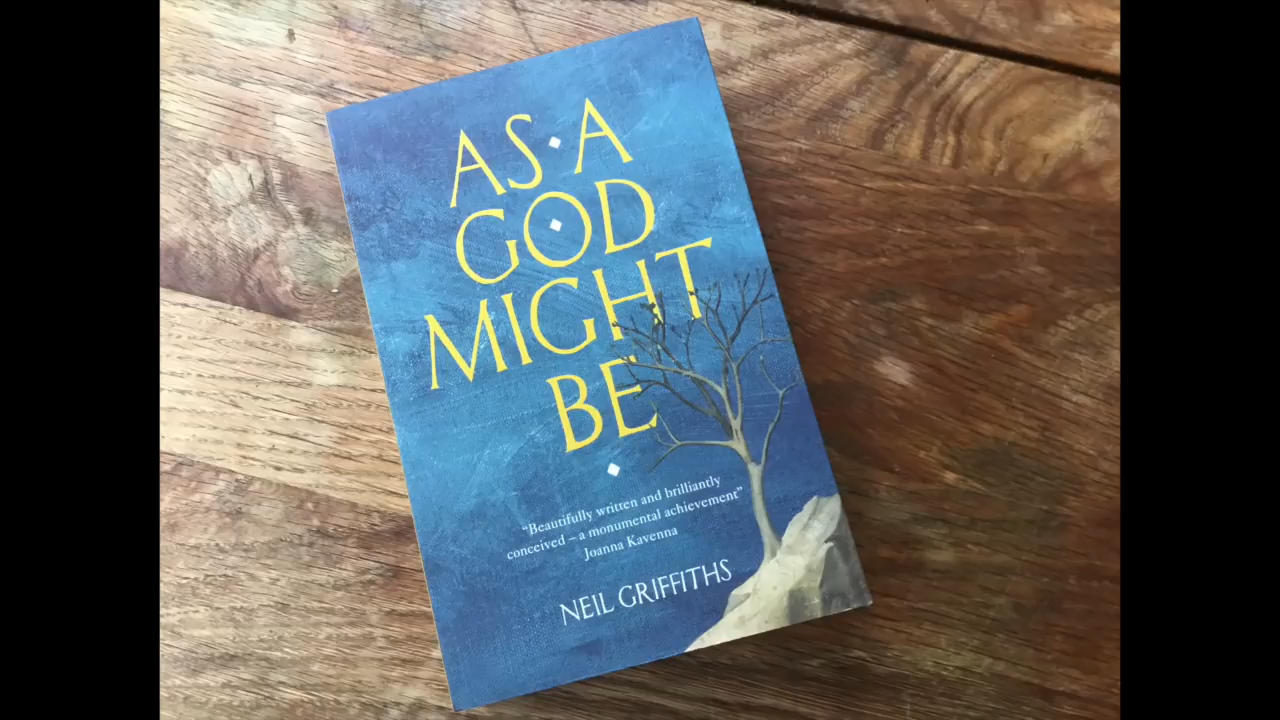 AS A
GOD
MIGHT
BE
“Beautifully written and brilliantly
conceived – a monumental achievement”
Joanna Kavenna
NEIL GRIFFITHS